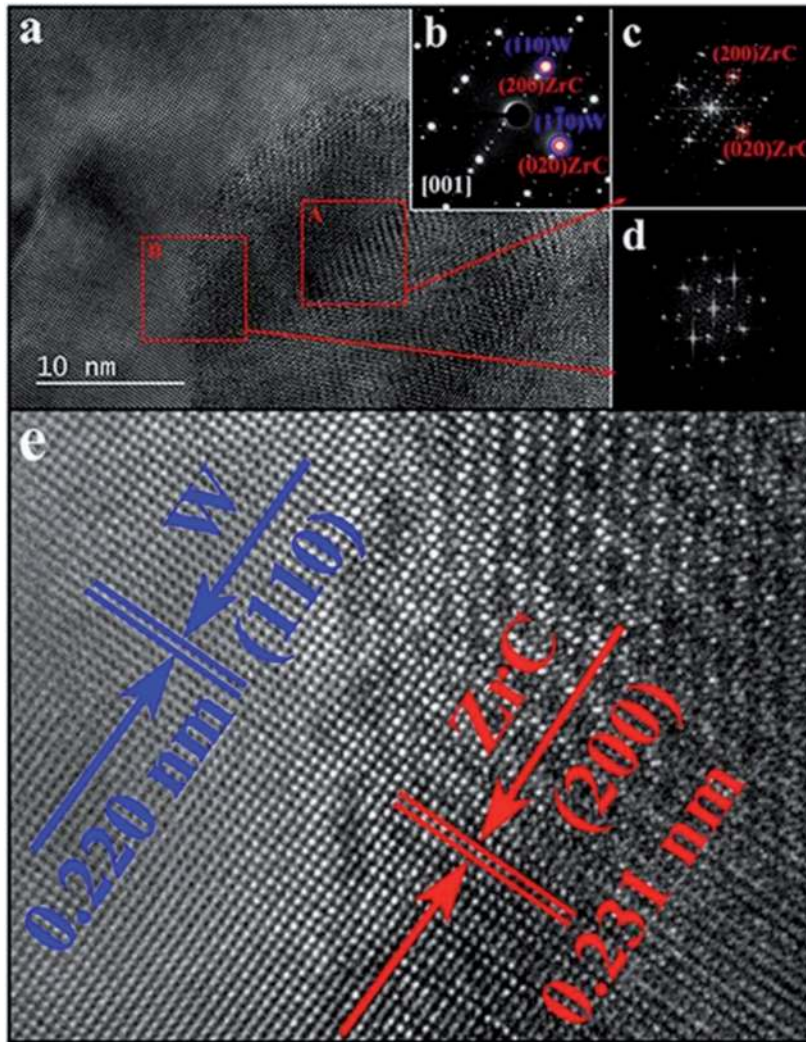 a
A
B
10 nm
b
(110)W
(200)ZrC
(1̄10)W
(020)ZrC
[001]
c
(200)ZrC
(020)ZrC
d
e
W
(110)
0.220 nm
ZrC
(200)
0.231 nm